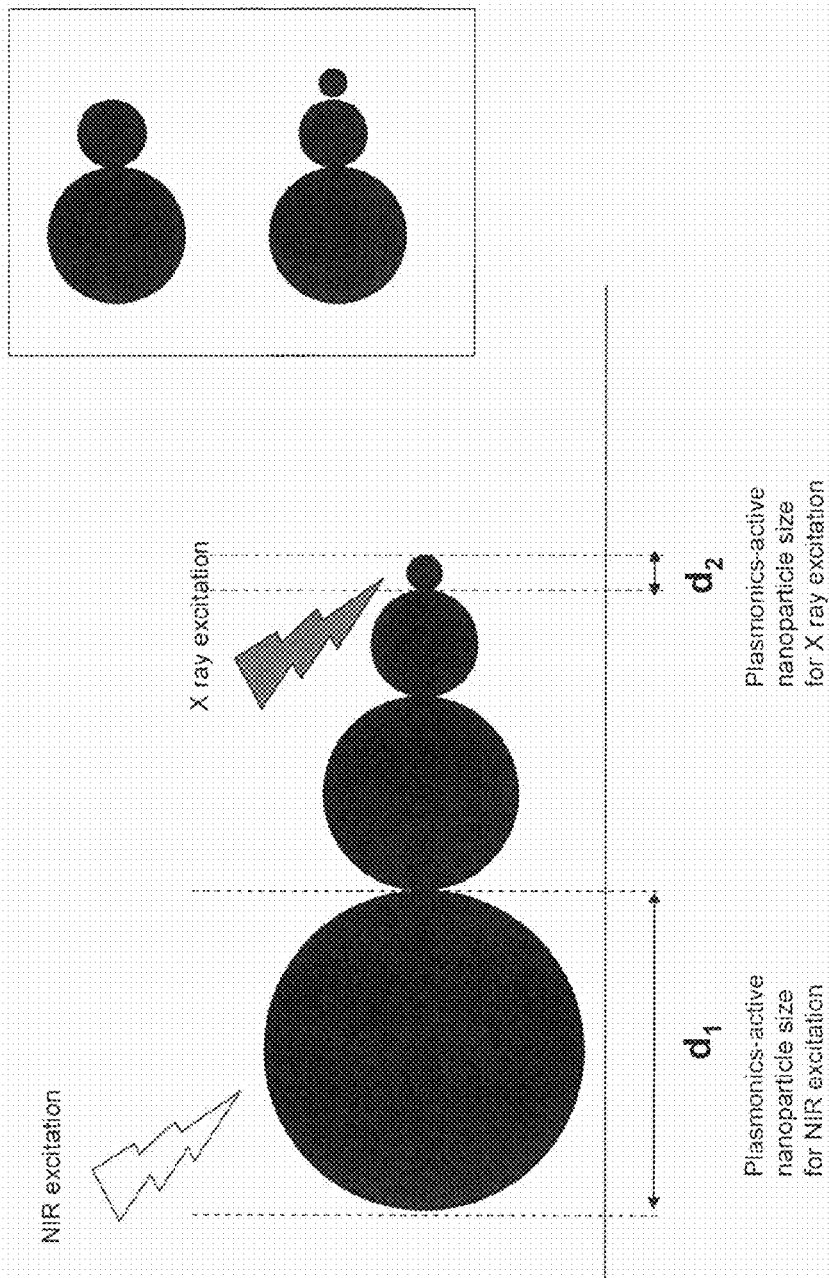 NIR excitation
X ray excitation
d₁
d₂
Plasmonics-active
nanoparticle size
for NIR excitation
Plasmonics-active
nanoparticle size
for X ray excitation